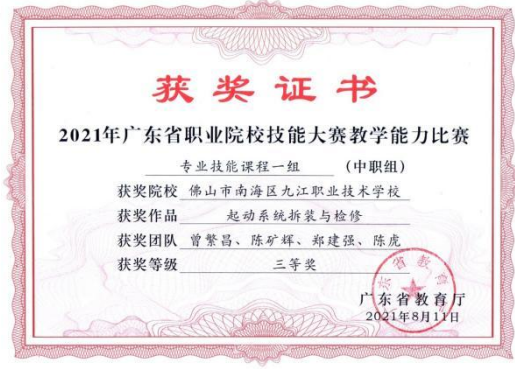 获奖证书
2021年广东省职业院校技能大赛教学能力比赛
专业技能课程一组 （中职组）
获奖院校 佛山市南海区九江职业技术学校
获奖作品 起动系统拆装与检修
获奖团队 曾繁昌、陈矿辉、郑建强、陈虎
获奖等级 三等奖
广东省教育厅
2021年8月11日